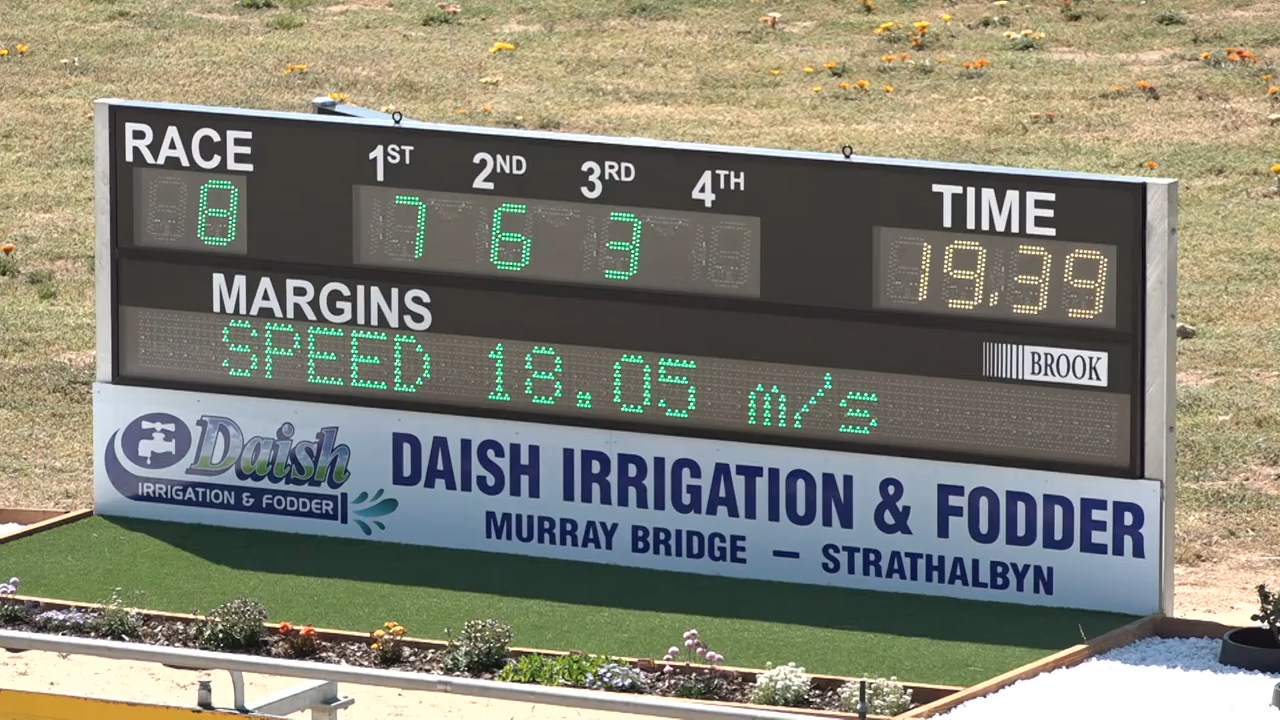 RACE 1ST 2ND 3RD 4TH TIME
8 7 6 3 19.39
MARGINS
SPEED 18.05 m/s
BROOK
Daish
IRRIGATION & FODDER
DAISH IRRIGATION & FODDER
MURRAY BRIDGE – STRATHALBYN